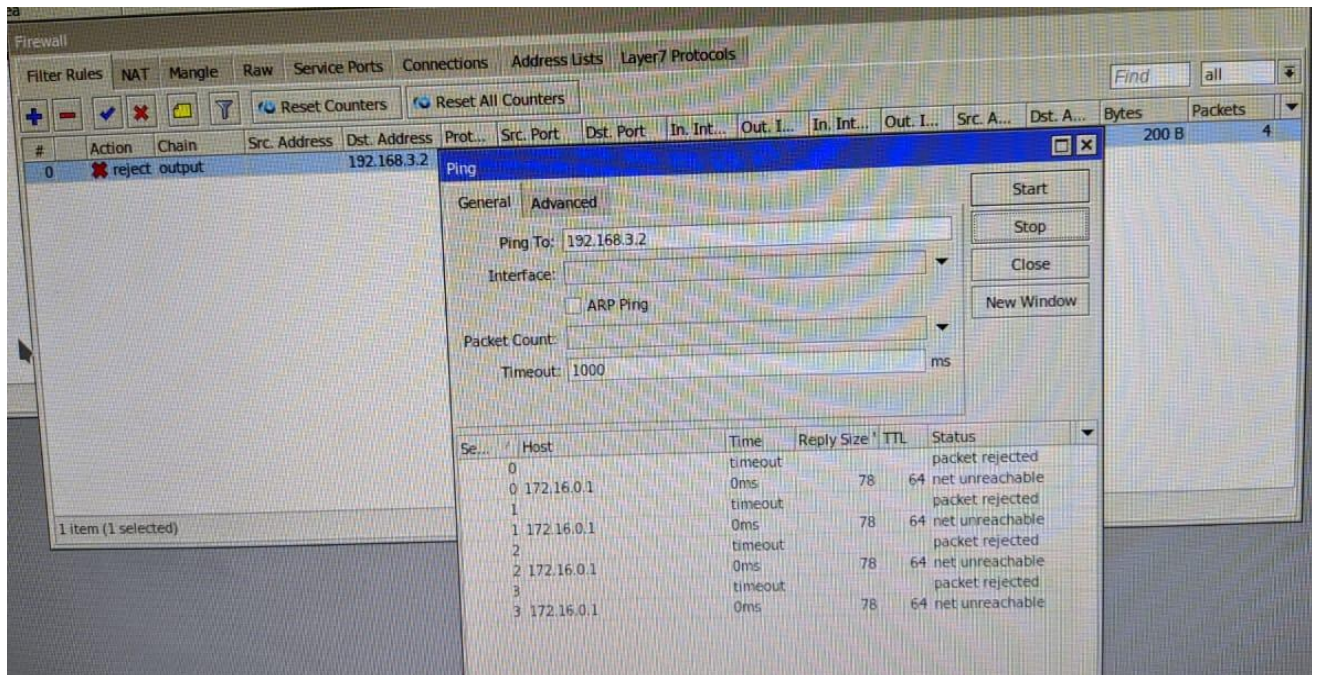 Firewall
Filter Rules NAT Mangle Raw Service Ports Connections Address Lists Layer7 Protocols
Reset Counters Reset All Counters Find all
# Action Chain Src. Address Dst. Address Prot... Src. Port Dst. Port In. Int... Out. I... In. Int... Out. I... Src. A... Dst. A... Bytes Packets
0 reject output 192.168.3.2 200 B 4
Ping
General Advanced
Start
Ping To: 192.168.3.2
Stop
Interface:
Close
ARP Ping
New Window
Packet Count:
Timeout: 1000 ms
Se... Host Time Reply Size TTL Status
0 timeout packet rejected
0 172.16.0.1 0ms 78 64 net unreachable
1 timeout packet rejected
1 172.16.0.1 0ms 78 64 net unreachable
2 timeout packet rejected
2 172.16.0.1 0ms 78 64 net unreachable
3 timeout packet rejected
3 172.16.0.1 0ms 78 64 net unreachable
1 item (1 selected)